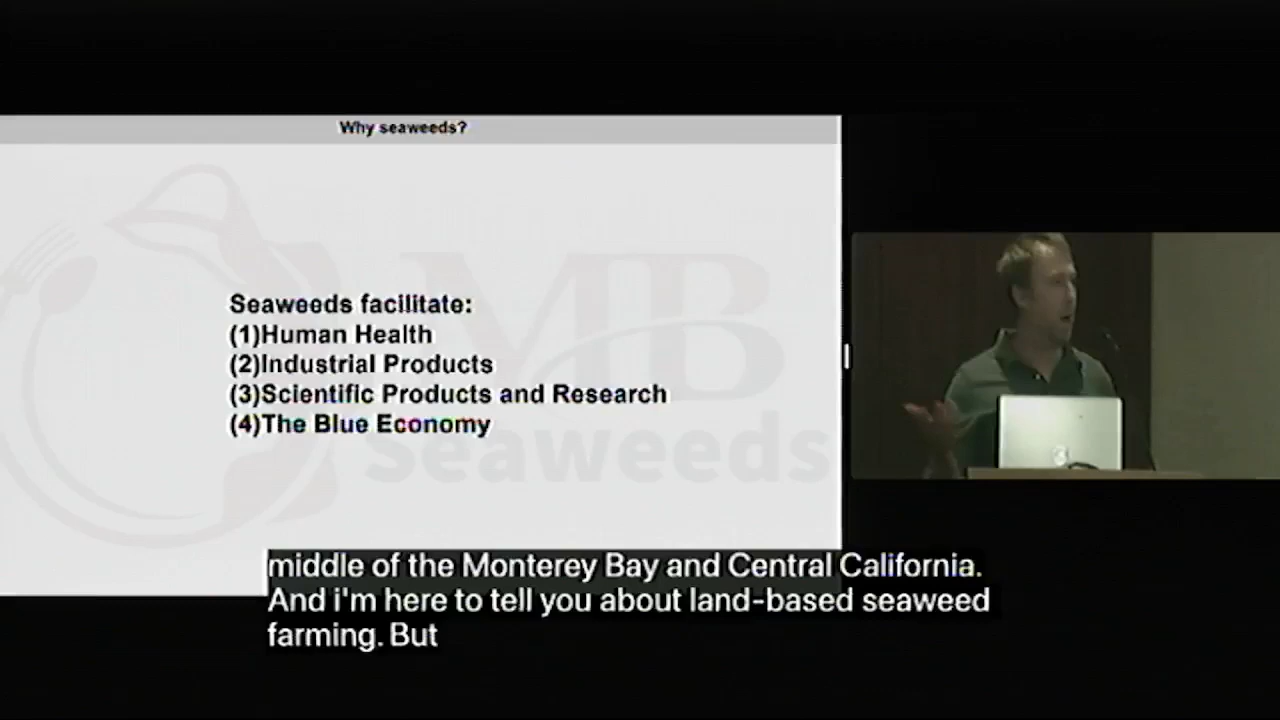 Why seaweeds?
MB
Seaweeds
Seaweeds facilitate:
(1)Human Health
(2)Industrial Products
(3)Scientific Products and Research
(4)The Blue Economy
middle of the Monterey Bay and Central California.
And i'm here to tell you about land-based seaweed
farming. But